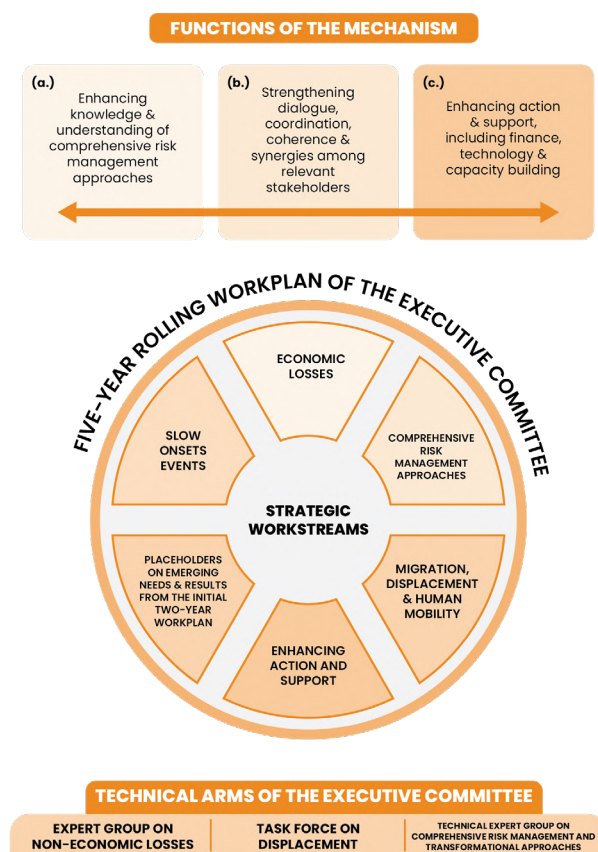 FUNCTIONS OF THE MECHANISM
(a.)
Enhancing
knowledge &
understanding of
comprehensive risk
management
approaches
(b.)
Strengthening
dialogue,
coordination,
coherence &
synergies among
relevant
stakeholders
(c.)
Enhancing action
& support,
including finance,
technology &
capacity building
FIVE-YEAR ROLLING WORKPLAN OF THE EXECUTIVE COMMITTEE
ECONOMIC
LOSSES
COMPREHENSIVE
RISK
MANAGEMENT
APPROACHES
MIGRATION,
DISPLACEMENT
& HUMAN
MOBILITY
ENHANCING
ACTION AND
SUPPORT
PLACEHOLDERS
ON EMERGING
NEEDS & RESULTS
FROM THE INITIAL
TWO-YEAR
WORKPLAN
SLOW
ONSETS
EVENTS
STRATEGIC
WORKSTREAMS
TECHNICAL ARMS OF THE EXECUTIVE COMMITTEE
EXPERT GROUP ON
NON-ECONOMIC LOSSES
TASK FORCE ON
DISPLACEMENT
TECHNICAL EXPERT GROUP ON
COMPREHENSIVE RISK MANAGEMENT AND
TRANSFORMATIONAL APPROACHES